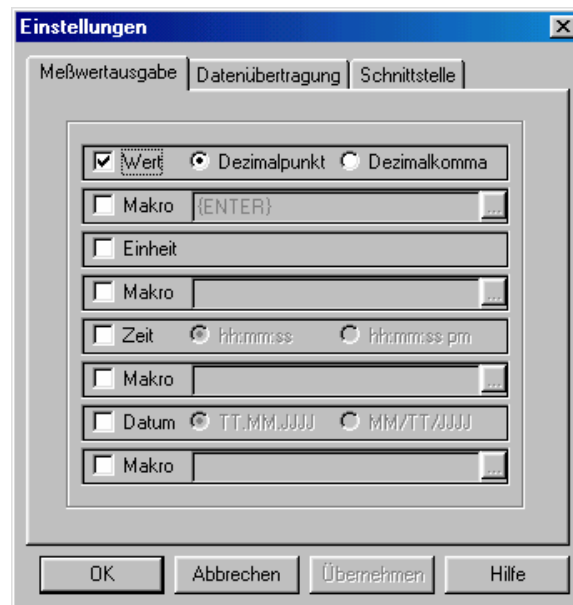 Einstellungen
Meßwertausgabe Datenübertragung Schnittstelle
Wert Dezimalpunkt Dezimalkomma
Makro {ENTER} ...
Einheit
Makro ...
Zeit hh:mm:ss hh:mm:ss pm
Makro ...
Datum TT.MM.JJJJ MM/TT/JJJJ
Makro ...
OK Abbrechen Übernehmen Hilfe